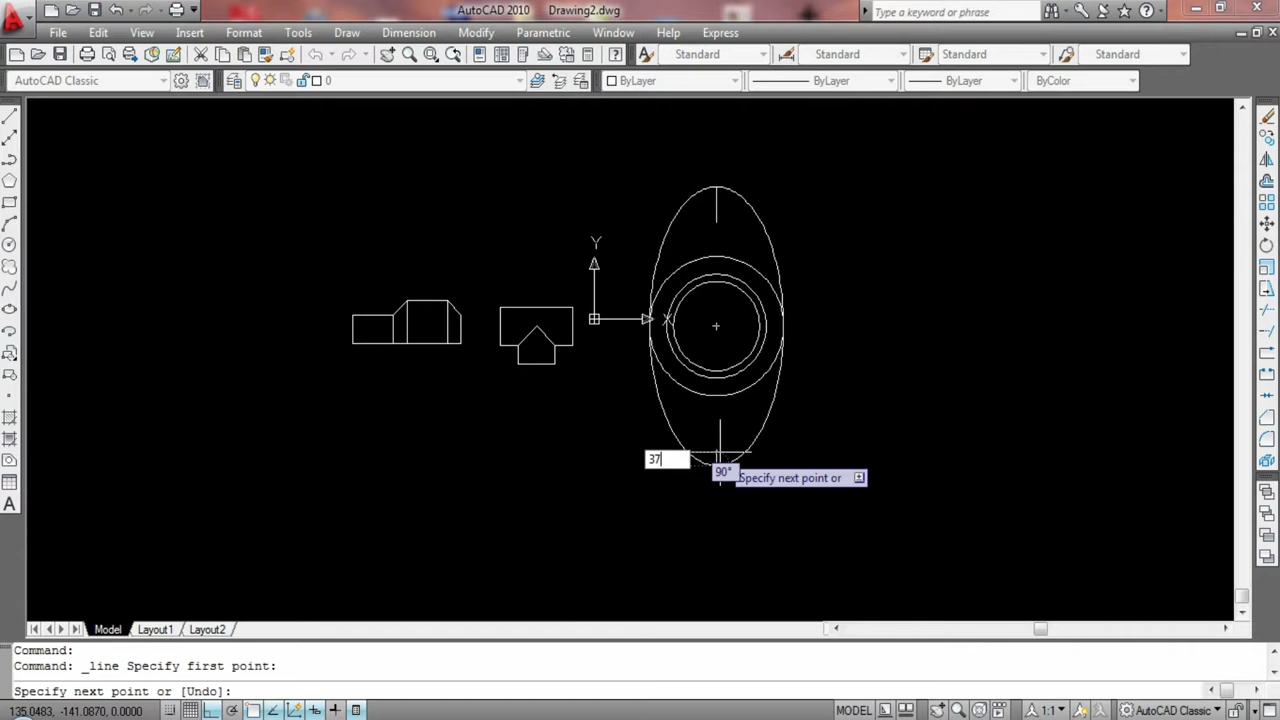 AutoCAD 2010 Drawing2.dwg
Type a keyword or phrase
File Edit View Insert Format Tools Draw Dimension Modify Parametric Window Help Express
Standard Standard Standard Standard
AutoCAD Classic 0 ByLayer ByLayer ByLayer ByColor
Y
X
37
90°
Specify next point or
A
Model Layout1 Layout2
Command:
Command: _line Specify first point:
Specify next point or [Undo]:
135.0483, -141.0870, 0.0000 MODEL 1:1 AutoCAD Classic